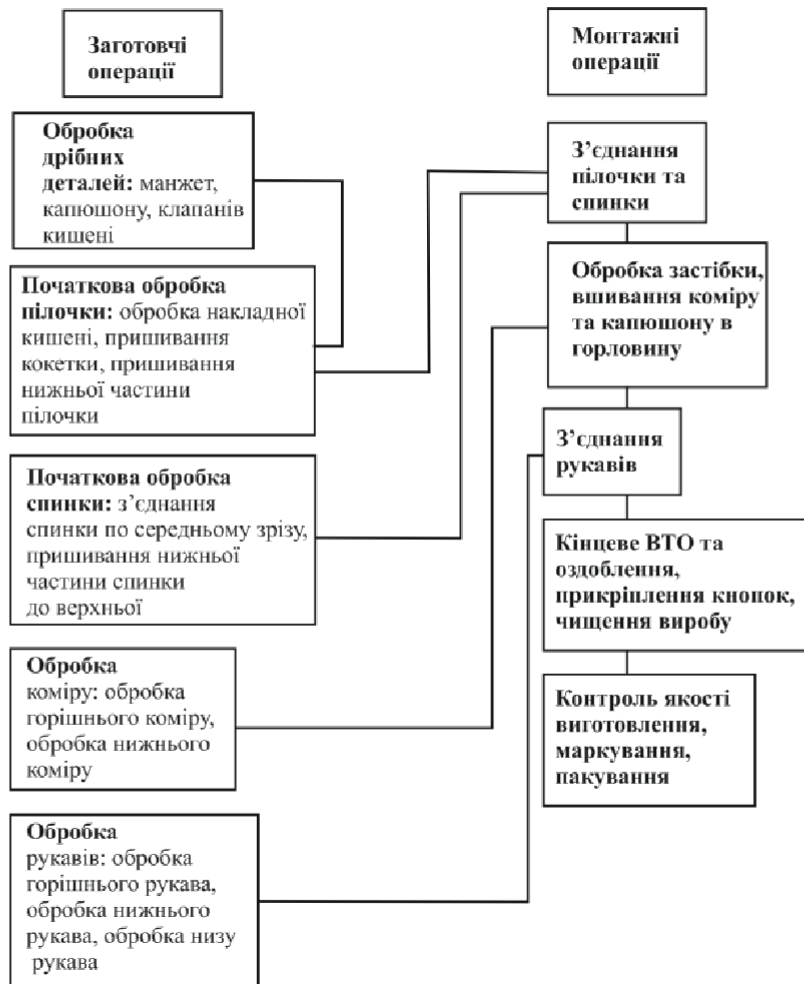 Заготовчі
операції
Обробка
дрібних
деталей: манжет,
капюшону, клапанів
кишені
Початкова обробка
пілочки: обробка накладної
кишені, пришивання
кокетки, пришивання
нижньої частини
пілочки
Початкова обробка
спинки: з’єднання
спинки по середньому зрізу,
пришивання нижньої
частини спинки
до верхньої
Обробка
коміру: обробка
горішнього коміру,
обробка нижнього
коміру
Обробка
рукавів: обробка
горішнього рукава,
обробка нижнього
рукава, обробка низу
рукава
Монтажні
операції
З’єднання
пілочки та
спинки
Обробка застібки,
вшивання коміру
та капюшону в
горловину
З’єднання
рукавів
Кінцеве ВТО та
оздоблення,
прикріплення кнопок,
чищення виробу
Контроль якості
виготовлення,
маркування,
пакування